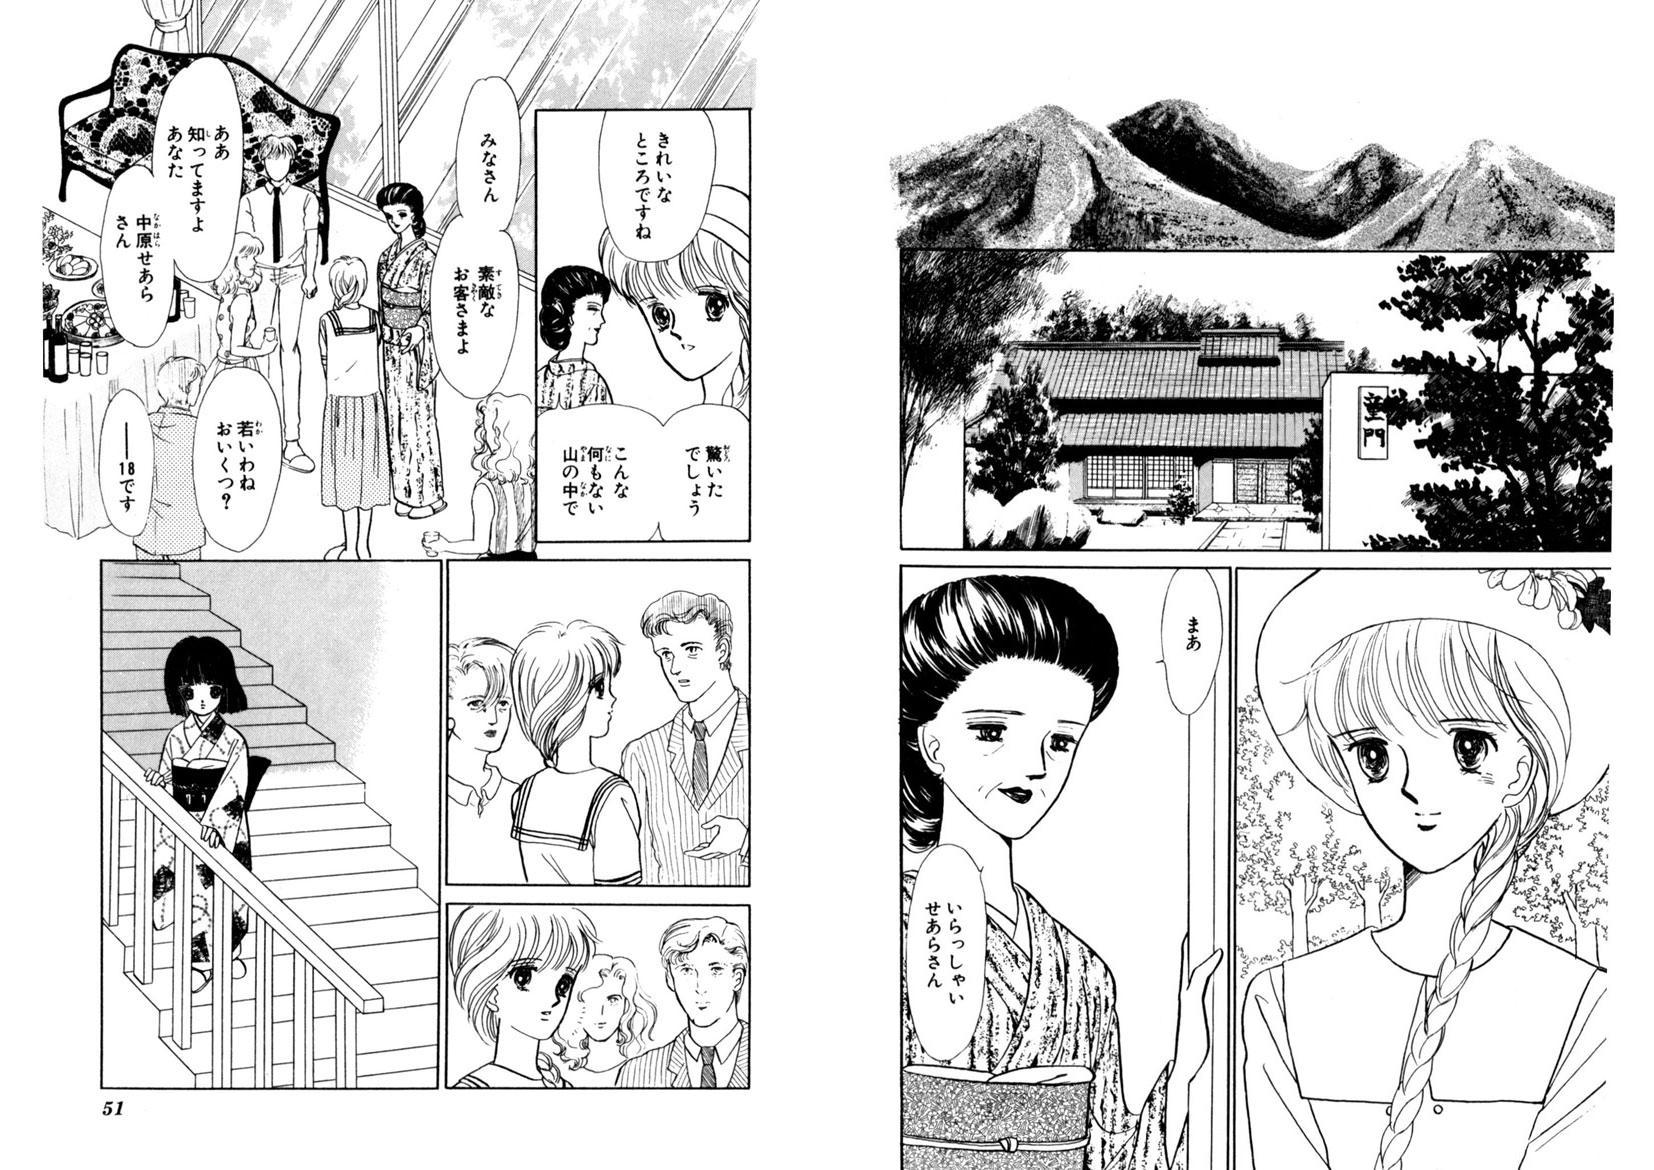 童門
まあ
いらっしゃい
せあらさん
きれいな
ところですね
驚いた
でしょう
こんな
何もない
山の中で
みなさん
素敵な
お客さまよ
ああ
知ってますよ
あなた
中原せあら
さん
若いわね
おいくつ?
──18です
51